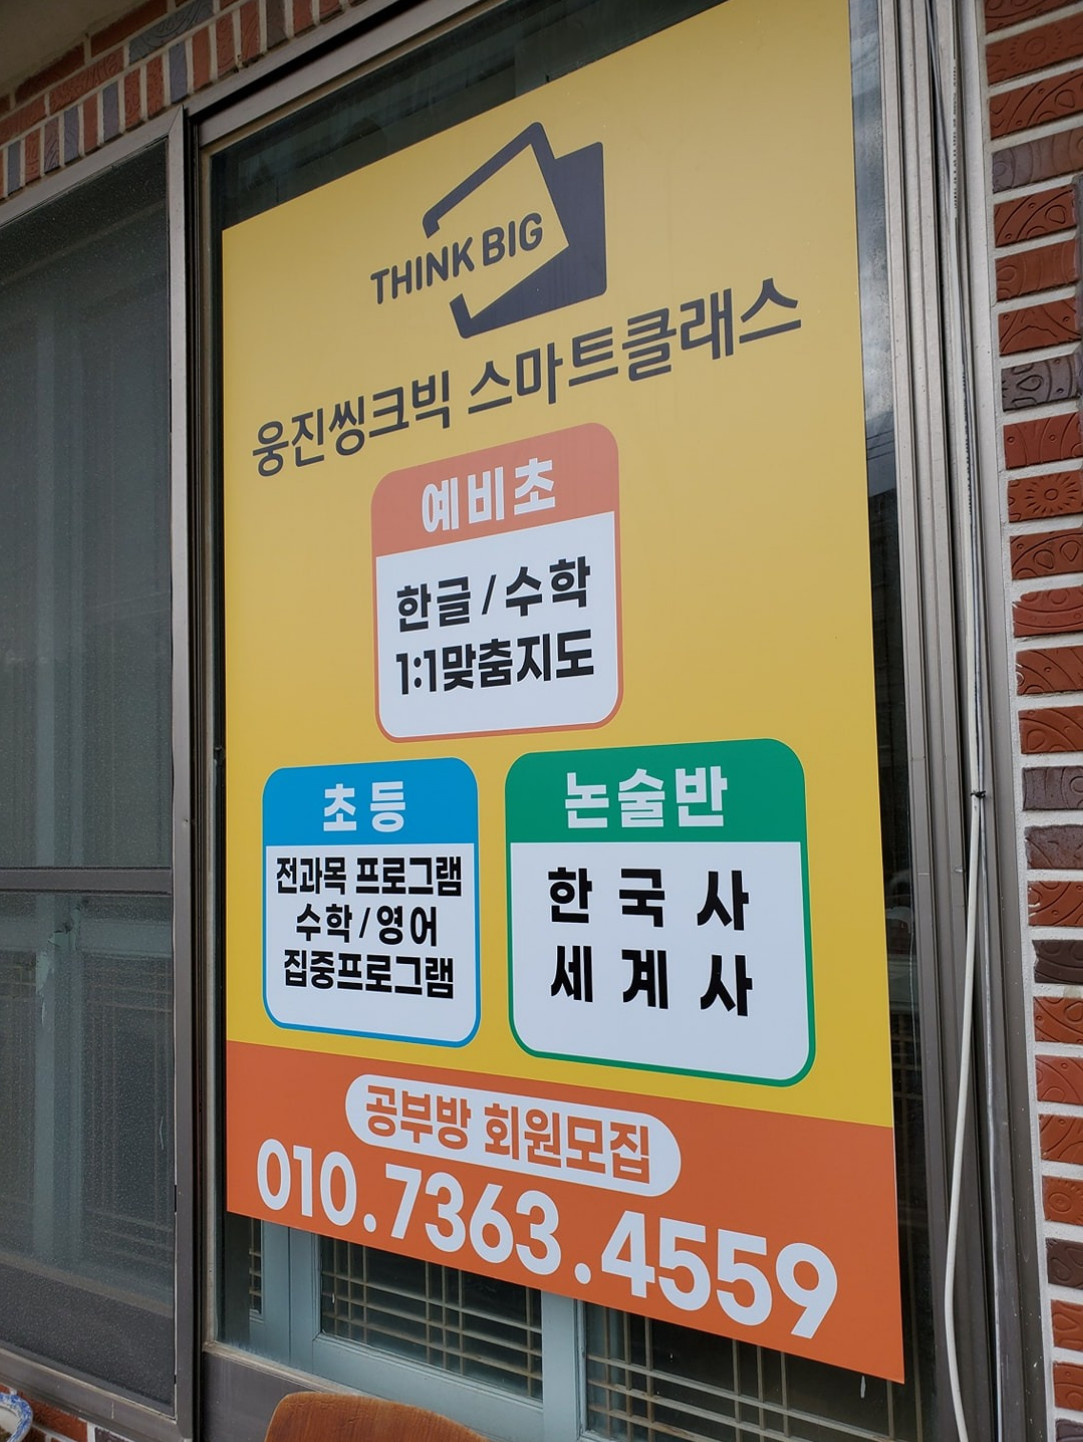 THINK BIG
웅진씽크빅 스마트클래스
예비초
한글/수학
1:1맞춤지도
초등
전과목 프로그램
수학/영어
집중프로그램
논술반
한국사
세계사
공부방 회원모집
010.7363.4559